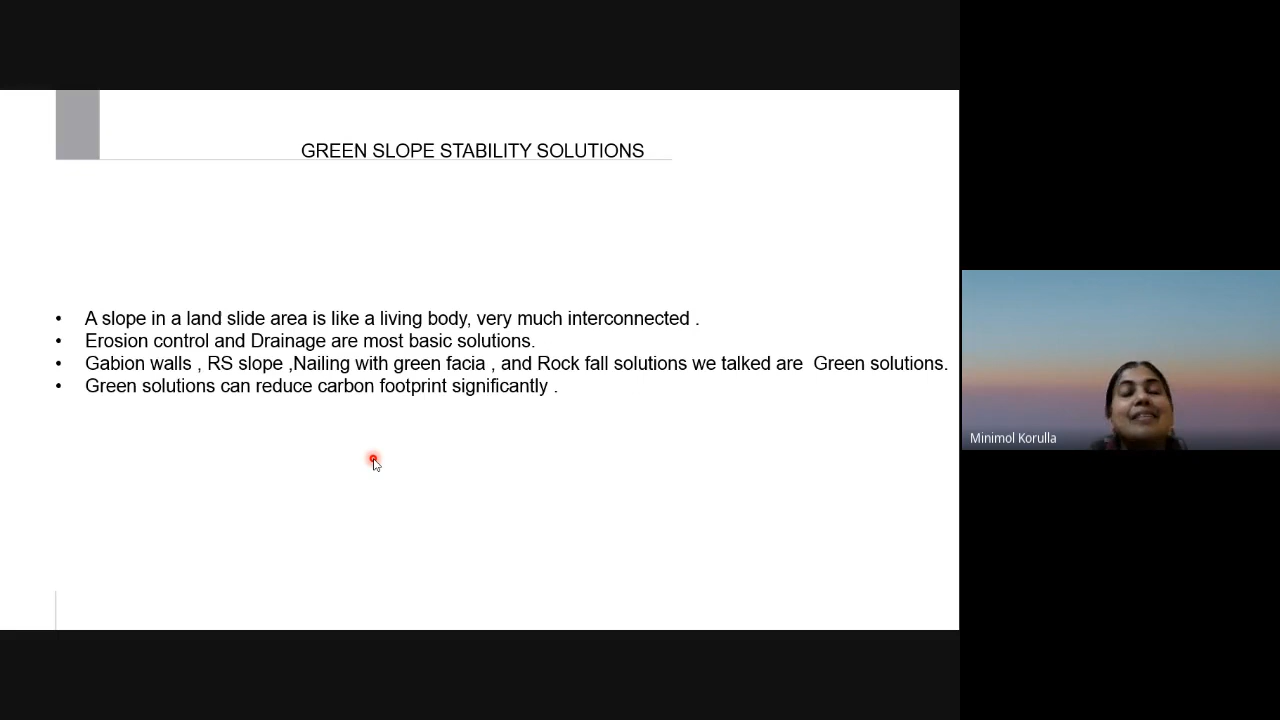 GREEN SLOPE STABILITY SOLUTIONS
• A slope in a land slide area is like a living body, very much interconnected .
• Erosion control and Drainage are most basic solutions.
• Gabion walls , RS slope ,Nailing with green facia , and Rock fall solutions we talked are  Green solutions.
• Green solutions can reduce carbon footprint significantly .
Minimol Korulla